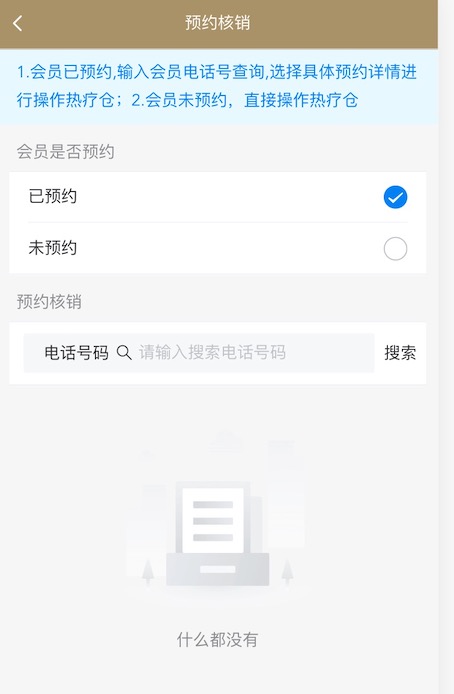 预约核销
1.会员已预约,输入会员电话号查询,选择具体预约详情进
行操作热疗仓；2.会员未预约，直接操作热疗仓
会员是否预约
已预约
未预约
预约核销
电话号码 请输入搜索电话号码 搜索
什么都没有